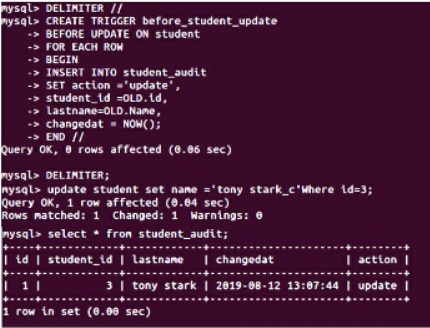 mysql> DELIMITER //
mysql> CREATE TRIGGER before_student_update
    -> BEFORE UPDATE ON student
    -> FOR EACH ROW
    -> BEGIN
    -> INSERT INTO student_audit
    -> SET action ='update',
    -> student_id =OLD.id,
    -> lastname=OLD.Name,
    -> changedat = NOW();
    -> END //
Query OK, 0 rows affected (0.06 sec)
mysql> DELIMITER;
mysql> update student set name ='tony stark_c'Where id=3;
Query OK, 1 row affected (0.04 sec)
Rows matched: 1  Changed: 1  Warnings: 0
mysql> select * from student_audit;
+----+------------+------------+---------------------+--------+
| id | student_id | lastname   | changedat           | action |
+----+------------+------------+---------------------+--------+
|  1 |          3 | tony stark | 2019-08-12 13:07:44 | update |
+----+------------+------------+---------------------+--------+
1 row in set (0.00 sec)